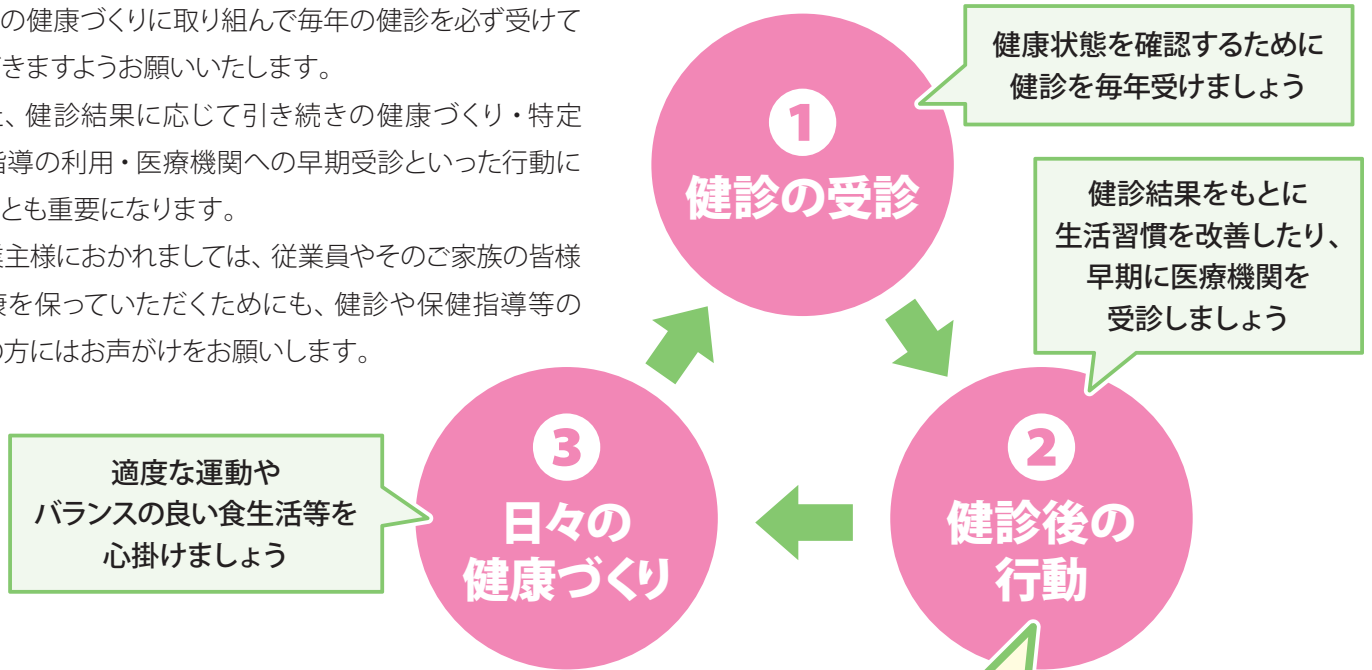 の健康づくりに取り組んで毎年の健診を必ず受けて
きますようお願いいたします。
、健診結果に応じて引き続きの健康づくり・特定
指導の利用・医療機関への早期受診といった行動に
とも重要になります。
主様におかれましては、従業員やそのご家族の皆様
を保っていただくためにも、健診や保健指導等の
の方にはお声がけをお願いします。
1
健診の受診
健康状態を確認するために
健診を毎年受けましょう
健診結果をもとに
生活習慣を改善したり、
早期に医療機関を
受診しましょう
2
健診後の
行動
3
日々の
健康づくり
適度な運動や
バランスの良い食生活等を
心掛けましょう